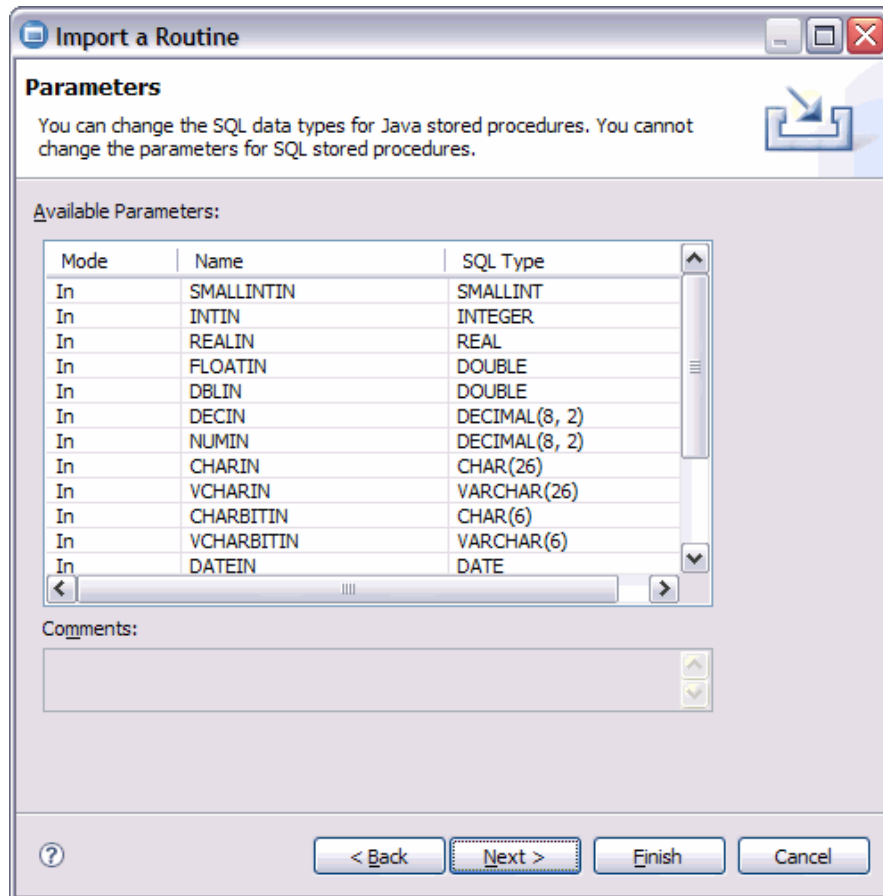 Import a Routine
Parameters
You can change the SQL data types for Java stored procedures. You cannot
change the parameters for SQL stored procedures.
Available Parameters:
Mode Name SQL Type
In SMALLINTIN SMALLINT
In INTIN INTEGER
In REALIN REAL
In FLOATIN DOUBLE
In DBLIN DOUBLE
In DECIN DECIMAL(8, 2)
In NUMIN DECIMAL(8, 2)
In CHARIN CHAR(26)
In VCHARIN VARCHAR(26)
In CHARBITIN CHAR(6)
In VCHARBITIN VARCHAR(6)
In DATEIN DATE
Comments:
? < Back Next > Finish Cancel